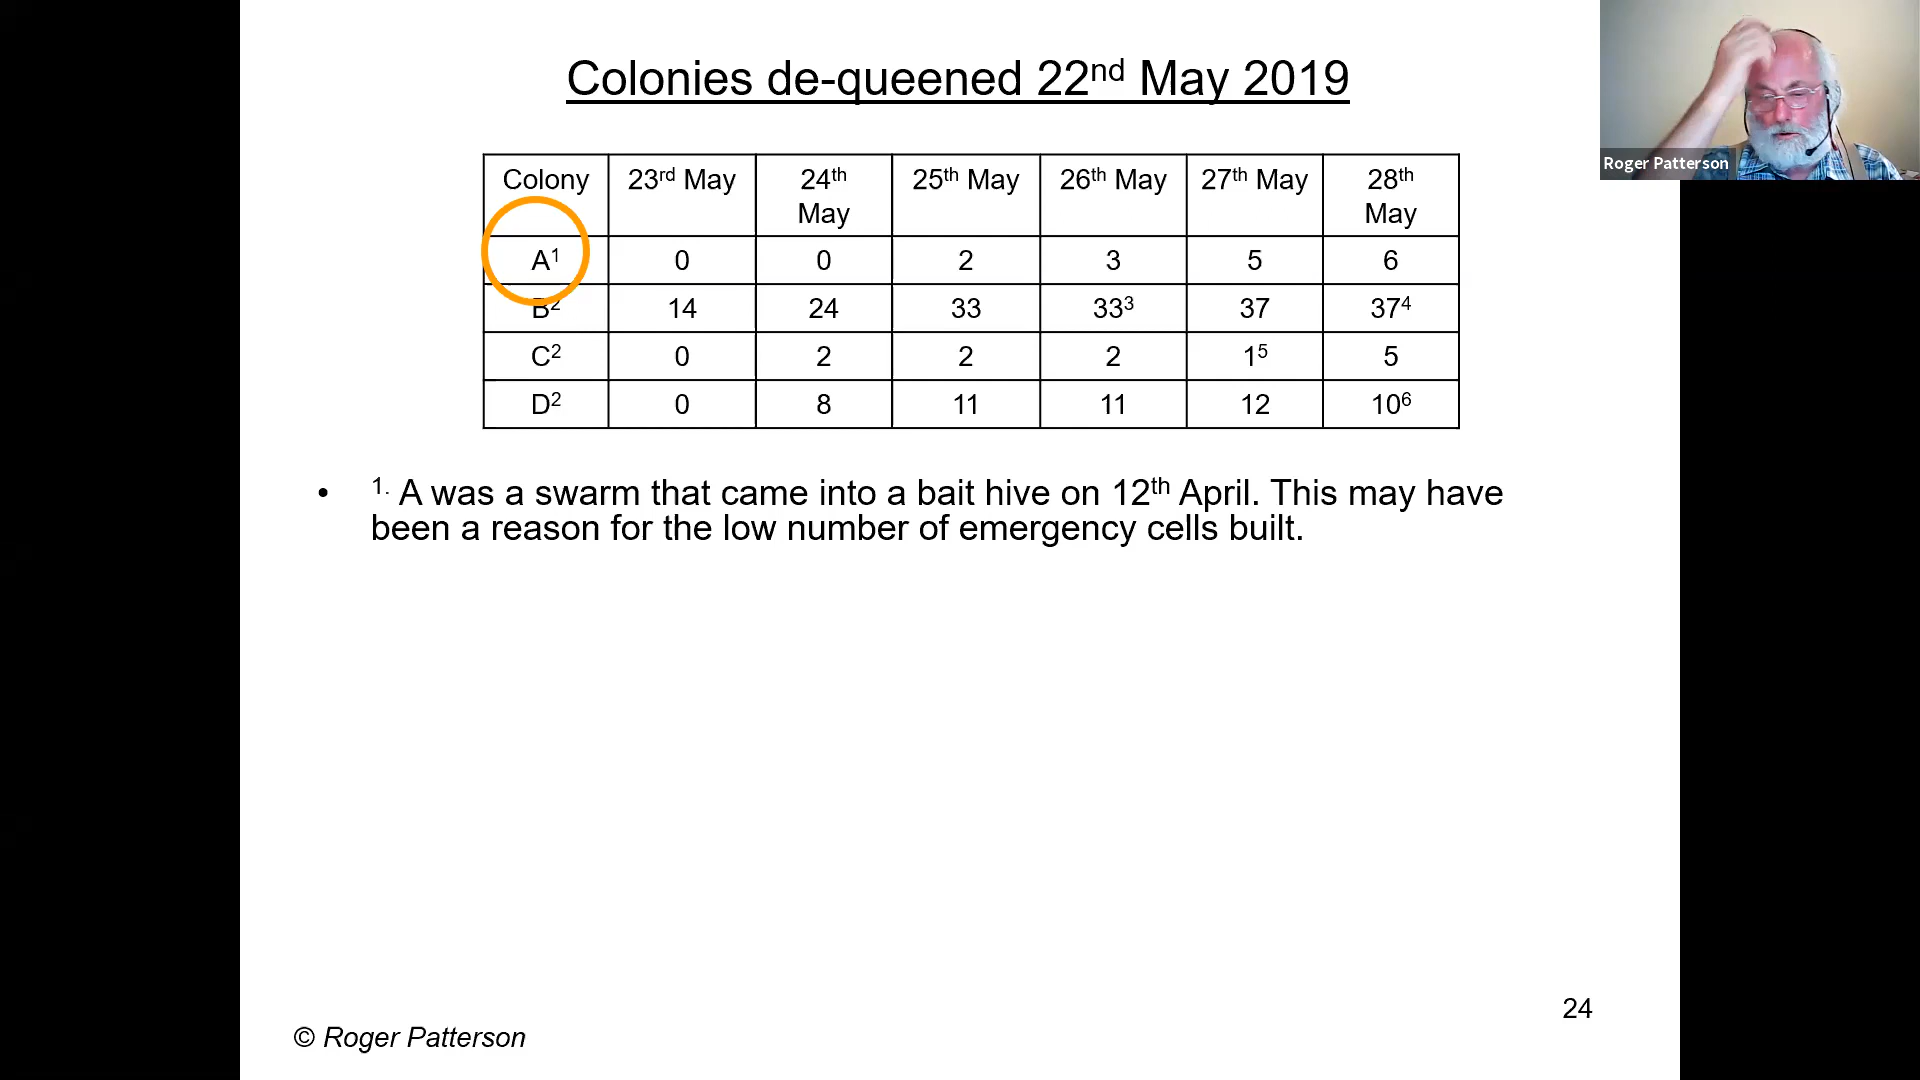 Colonies de-queened 22nd May 2019
Roger Patterson
Colony 23rd May 24th May 25th May 26th May 27th May 28th May
A1 0 0 2 3 5 6
B2 14 24 33 333 37 374
C2 0 2 2 2 15 5
D2 0 8 11 11 12 106
• 1. A was a swarm that came into a bait hive on 12th April. This may have
been a reason for the low number of emergency cells built.
24
© Roger Patterson